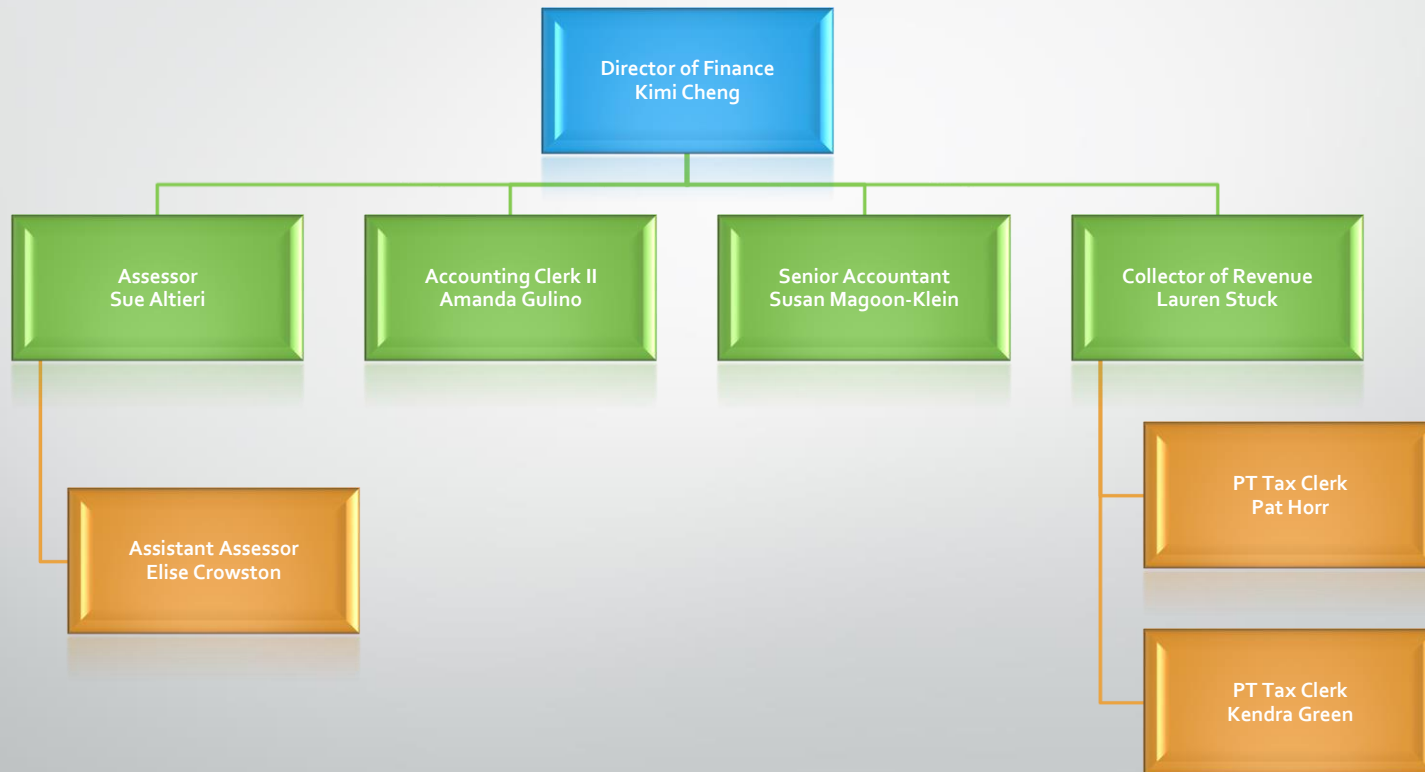 Director of Finance
Kimi Cheng
Assessor
Sue Altieri
Accounting Clerk II
Amanda Gulino
Senior Accountant
Susan Magoon-Klein
Collector of Revenue
Lauren Stuck
Assistant Assessor
Elise Crowston
PT Tax Clerk
Pat Horr
PT Tax Clerk
Kendra Green